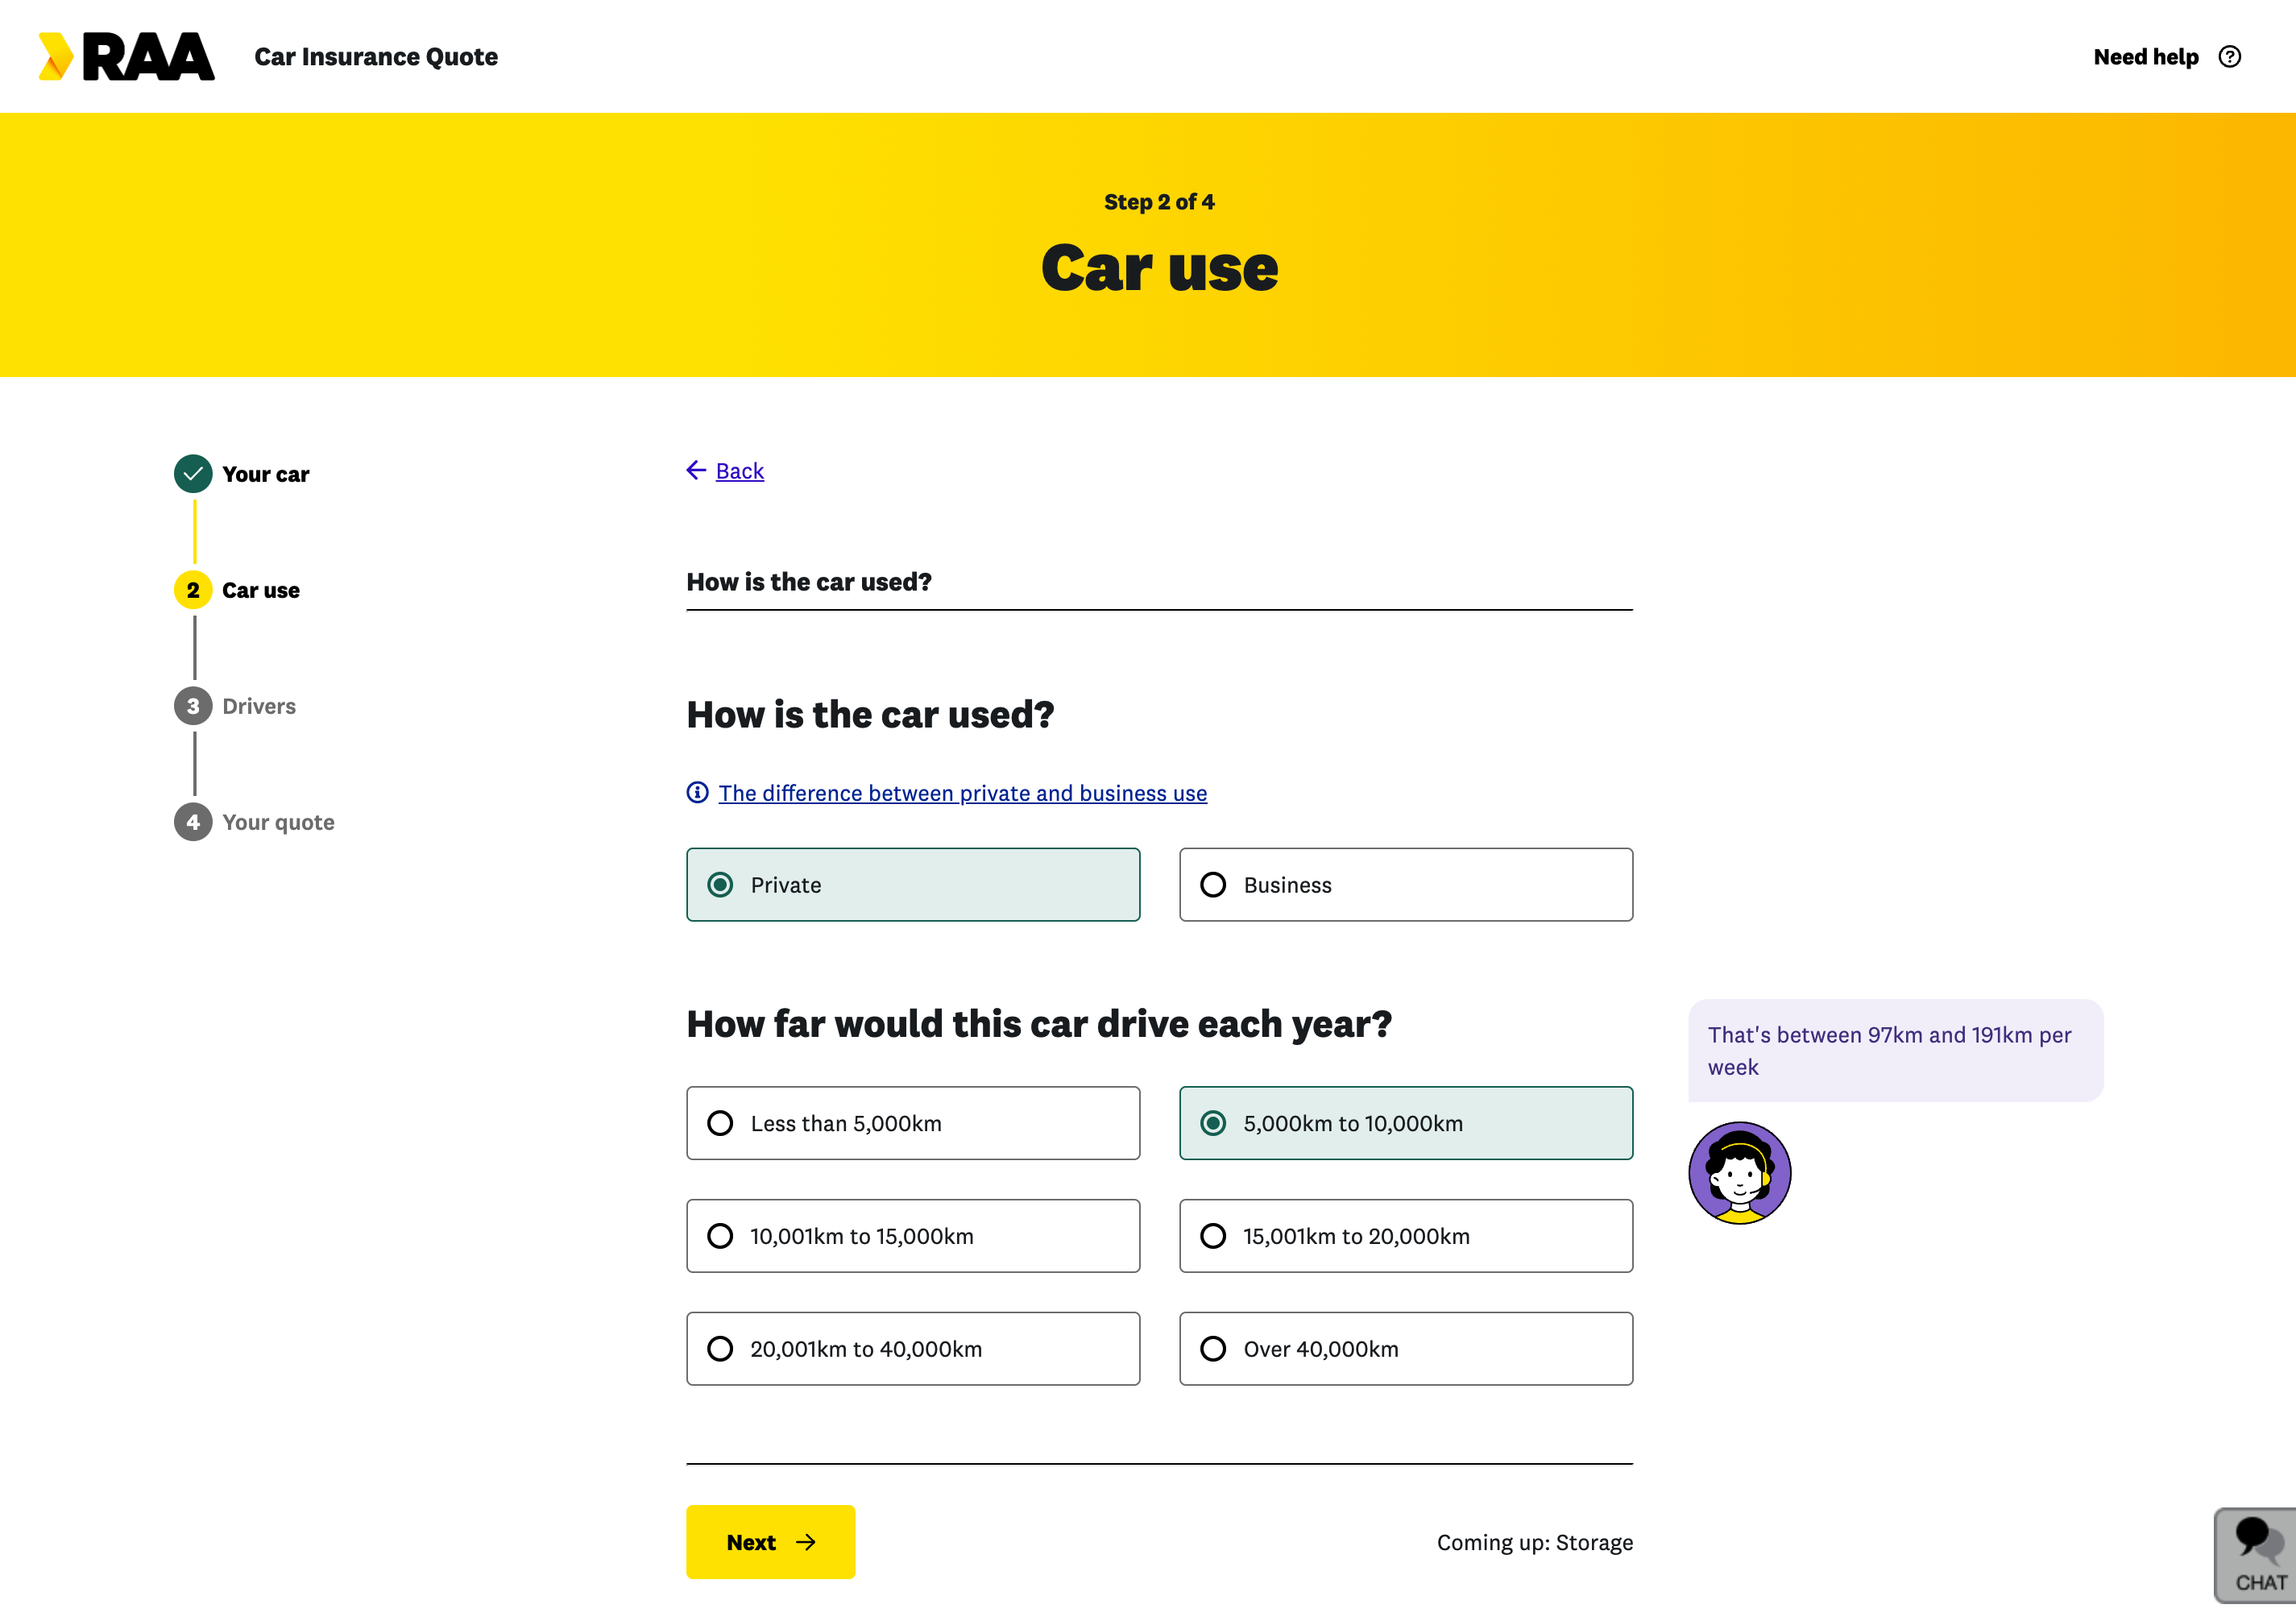 RAA
Car Insurance Quote
Need help
Step 2 of 4
Car use
Your car
2 Car use
3 Drivers
4 Your quote
Back
How is the car used?
How is the car used?
The difference between private and business use
Private
Business
How far would this car drive each year?
That's between 97km and 191km per
week
Less than 5,000km
5,000km to 10,000km
10,001km to 15,000km
15,001km to 20,000km
20,001km to 40,000km
Over 40,000km
Next
Coming up: Storage
CHAT